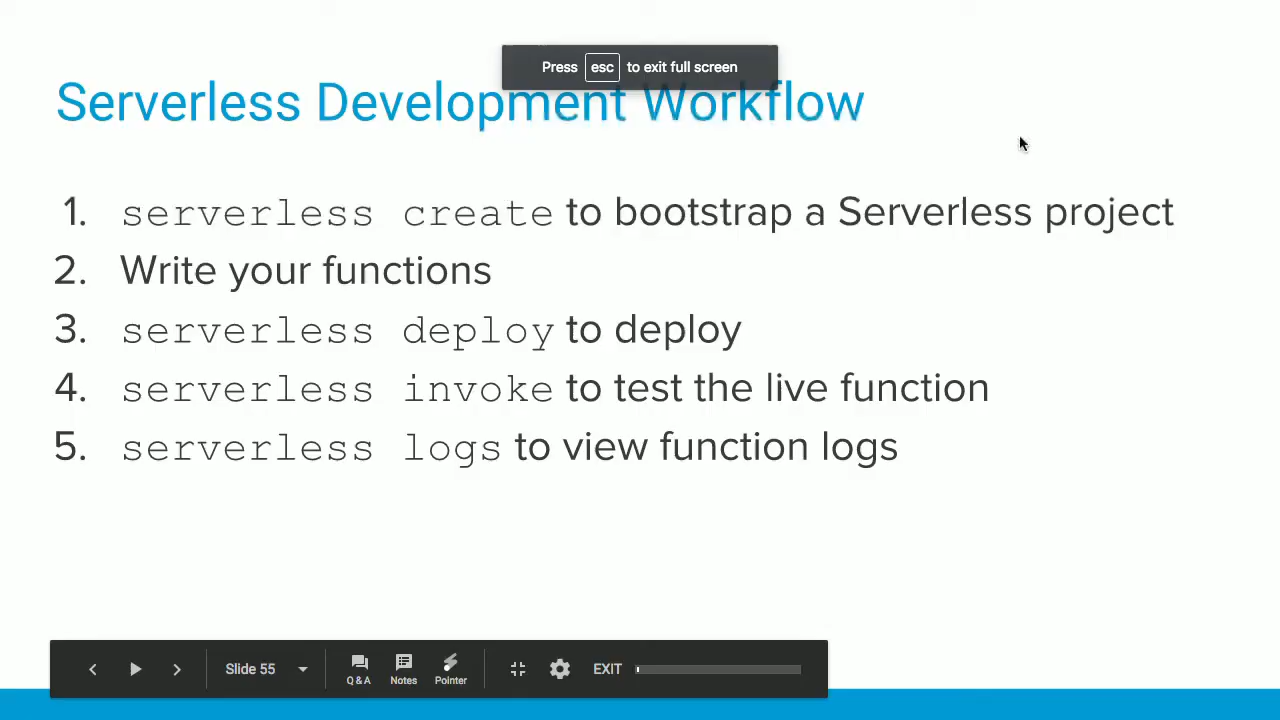 Press esc to exit full screen
Serverless Development Workflow
1. serverless create to bootstrap a Serverless project
2. Write your functions
3. serverless deploy to deploy
4. serverless invoke to test the live function
5. serverless logs to view function logs
Slide 55
Q & A
Notes
Pointer
EXIT